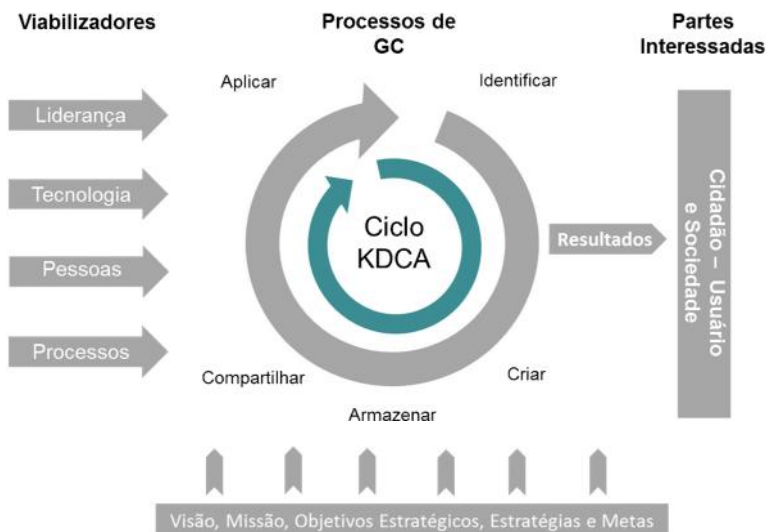 Viabilizadores
Processos de
GC
Partes
Interessadas
Liderança
Tecnologia
Pessoas
Processos
Aplicar
Identificar
Ciclo
KDCA
Compartilhar
Armazenar
Criar
Resultados
Cidadão – Usuário
e Sociedade
Visão, Missão, Objetivos Estratégicos, Estratégias e Metas